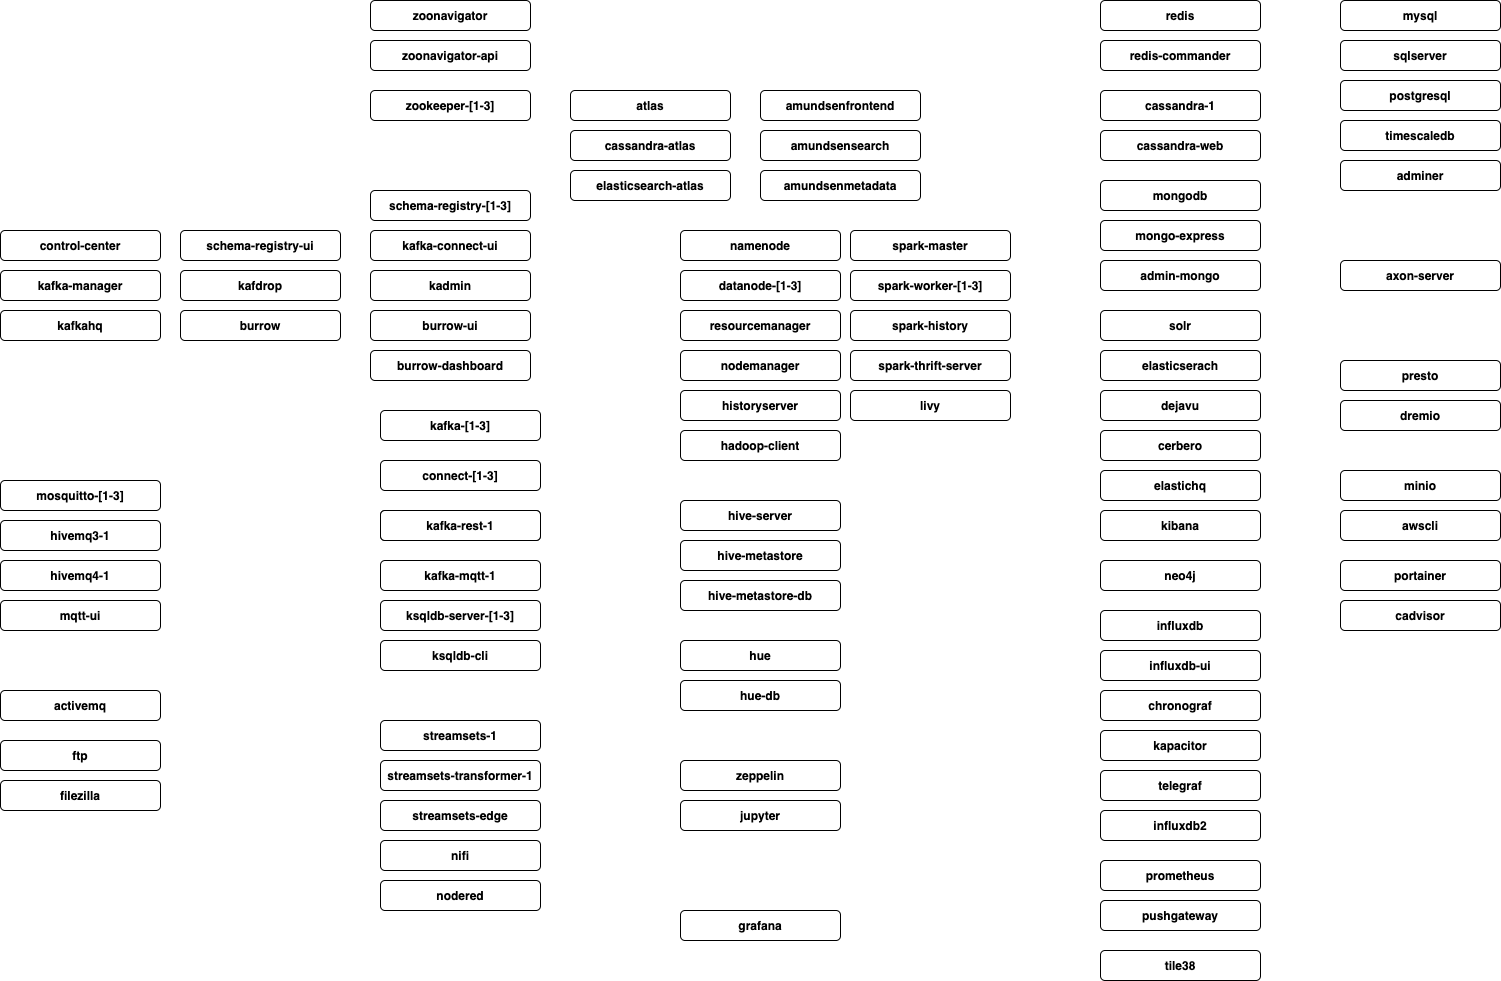 zoonavigator
zoonavigator-api
zookeeper-[1-3]
schema-registry-[1-3]
control-center
kafka-manager
kafkahq
schema-registry-ui
kafdrop
burrow
kafka-connect-ui
kadmin
burrow-ui
burrow-dashboard
kafka-[1-3]
connect-[1-3]
kafka-rest-1
kafka-mqtt-1
ksqldb-server-[1-3]
ksqldb-cli
mosquitto-[1-3]
hivemq3-1
hivemq4-1
mqtt-ui
activemq
ftp
filezilla
streamsets-1
streamsets-transformer-1
streamsets-edge
nifi
nodered
atlas
cassandra-atlas
elasticsearch-atlas
amundsenfrontend
amundsensearch
amundsenmetadata
namenode
datanode-[1-3]
resourcemanager
nodemanager
historyserver
hadoop-client
spark-master
spark-worker-[1-3]
spark-history
spark-thrift-server
livy
hive-server
hive-metastore
hive-metastore-db
hue
hue-db
zeppelin
jupyter
grafana
redis
redis-commander
cassandra-1
cassandra-web
mongodb
mongo-express
admin-mongo
solr
elasticserach
dejavu
cerbero
elastichq
kibana
neo4j
influxdb
influxdb-ui
chronograf
kapacitor
telegraf
influxdb2
prometheus
pushgateway
tile38
mysql
sqlserver
postgresql
timescaledb
adminer
axon-server
presto
dremio
minio
awscli
portainer
cadvisor